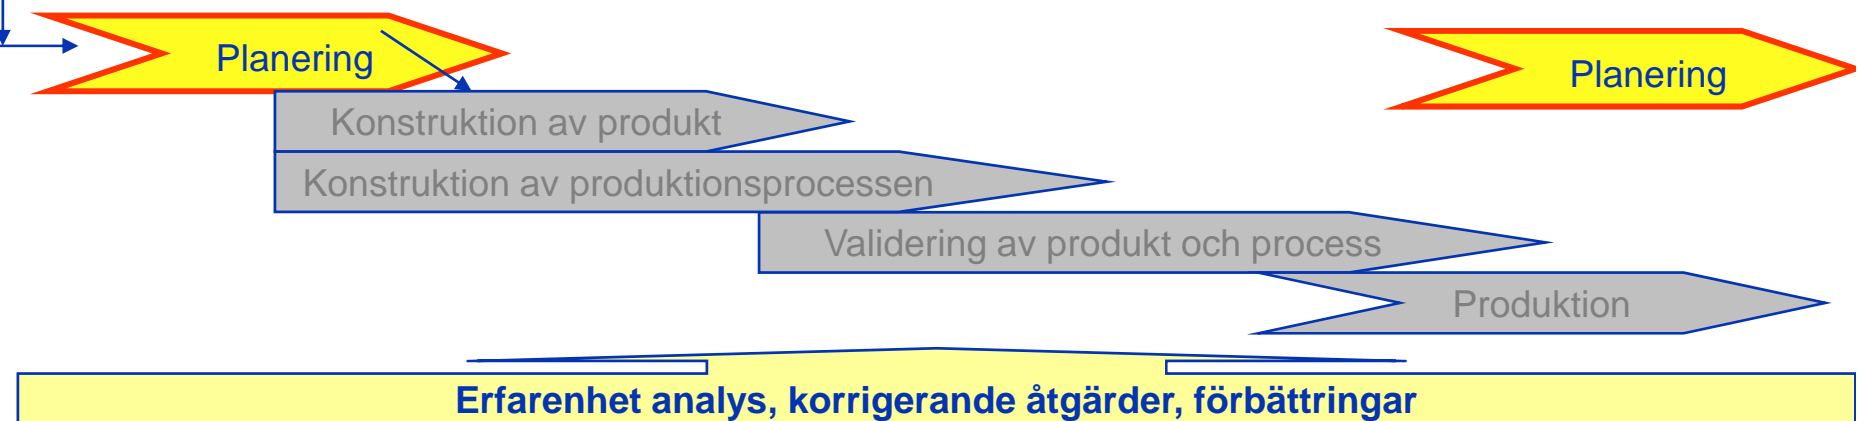 Planering
Planering
Konstruktion av produkt
Konstruktion av produktionsprocessen
Validering av produkt och process
Produktion
Erfarenhet analys, korrigerande åtgärder, förbättringar